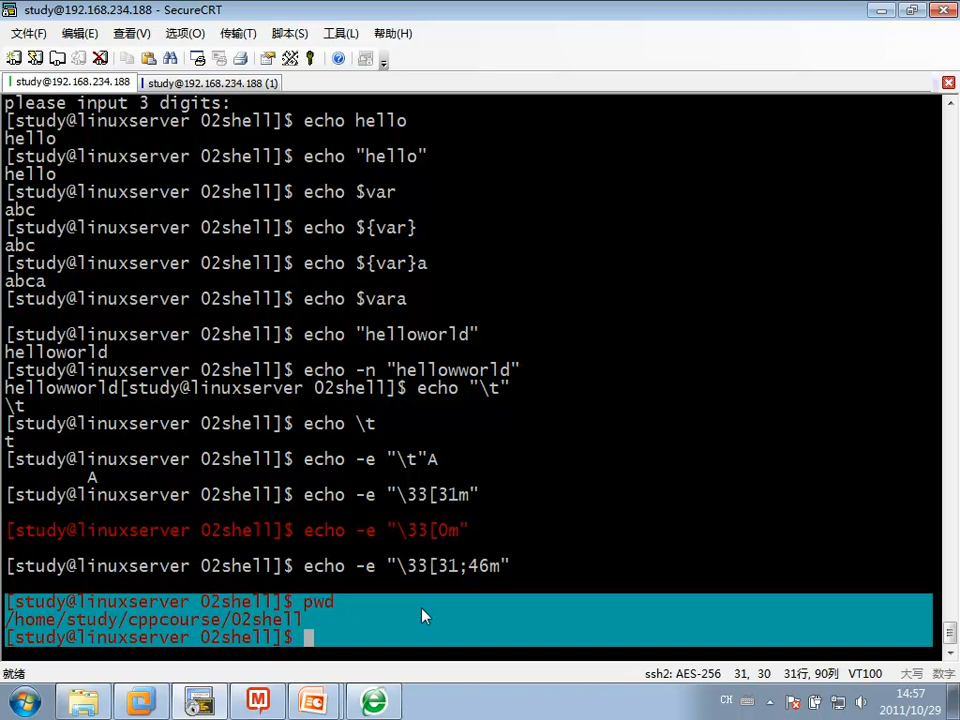 study@192.168.234.188 - SecureCRT
文件(F) 编辑(E) 查看(V) 选项(O) 传输(T) 脚本(S) 工具(L) 帮助(H)
study@192.168.234.188 study@192.168.234.188 (1)
please input 3 digits:
[study@linuxserver 02shell]$ echo hello
hello
[study@linuxserver 02shell]$ echo "hello"
hello
[study@linuxserver 02shell]$ echo $var
abc
[study@linuxserver 02shell]$ echo ${var}
abc
[study@linuxserver 02shell]$ echo ${var}a
abca
[study@linuxserver 02shell]$ echo $vara
[study@linuxserver 02shell]$ echo "helloworld"
helloworld
[study@linuxserver 02shell]$ echo -n "hellowworld"
hellowworld[study@linuxserver 02shell]$ echo "\t"
\t
[study@linuxserver 02shell]$ echo \t
t
[study@linuxserver 02shell]$ echo -e "\t"A
A
[study@linuxserver 02shell]$ echo -e "\33[31m"
[study@linuxserver 02shell]$ echo -e "\33[0m"
[study@linuxserver 02shell]$ echo -e "\33[31;46m"
[study@linuxserver 02shell]$ pwd
/home/study/cppcourse/02shell
[study@linuxserver 02shell]$
就绪 ssh2: AES-256 31, 30 31行, 90列 VT100 大写 数字
CH 14:57
2011/10/29